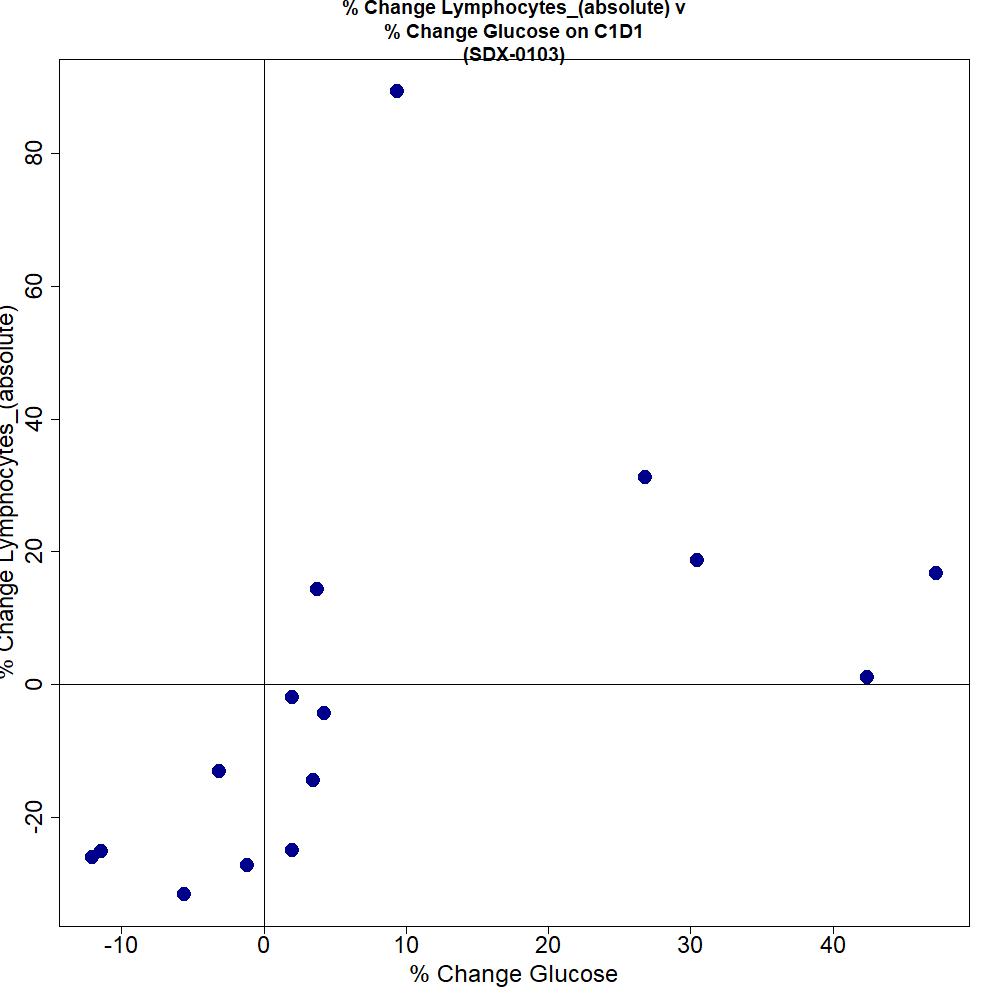 % Change Lymphocytes_(absolute) v
% Change Glucose on C1D1
(SDX-0103)
% Change Lymphocytes_(absolute)
80
60
40
20
0
-20
-10
0
10
20
30
40
% Change Glucose